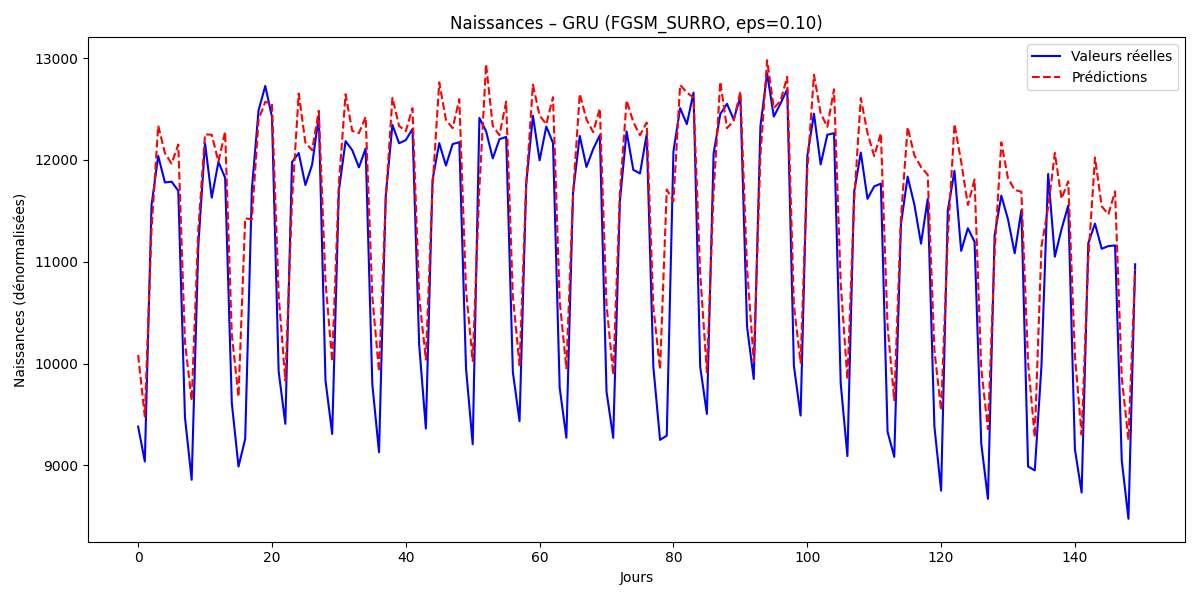 Naissances – GRU (FGSM_SURRO, eps=0.10)
Valeurs réelles
Prédictions
Naissances (dénormalisées)
13000
12000
11000
10000
9000
0 20 40 60 80 100 120 140
Jours